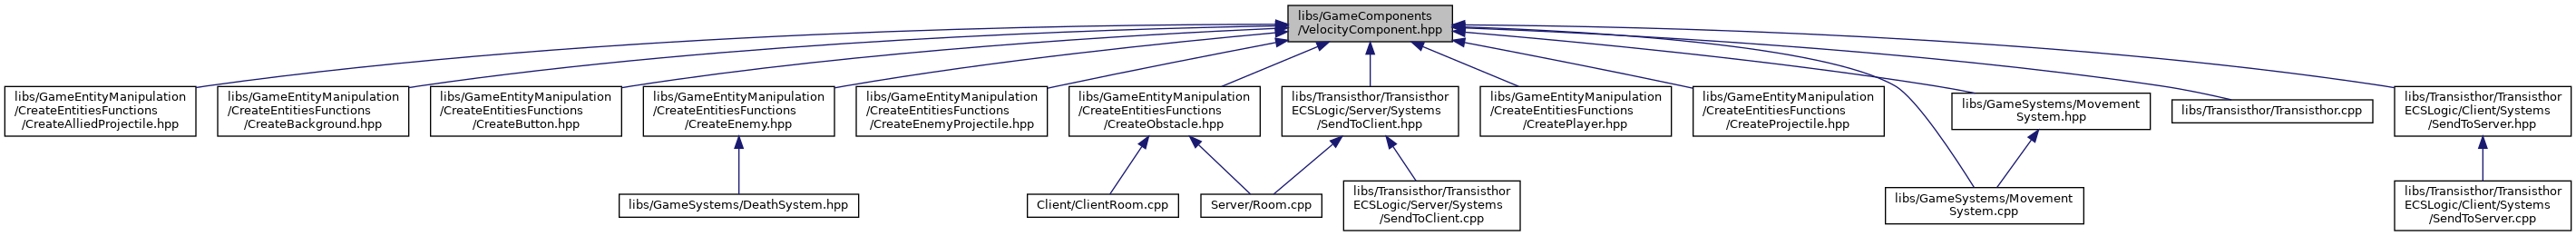 libs/GameComponents
/VelocityComponent.hpp
libs/GameEntityManipulation
/CreateEntitiesFunctions
/CreateAlliedProjectile.hpp
libs/GameEntityManipulation
/CreateEntitiesFunctions
/CreateBackground.hpp
libs/GameEntityManipulation
/CreateEntitiesFunctions
/CreateButton.hpp
libs/GameEntityManipulation
/CreateEntitiesFunctions
/CreateEnemy.hpp
libs/GameEntityManipulation
/CreateEntitiesFunctions
/CreateEnemyProjectile.hpp
libs/GameEntityManipulation
/CreateEntitiesFunctions
/CreateObstacle.hpp
libs/Transisthor/Transisthor
ECSLogic/Server/Systems
/SendToClient.hpp
libs/GameEntityManipulation
/CreateEntitiesFunctions
/CreatePlayer.hpp
libs/GameEntityManipulation
/CreateEntitiesFunctions
/CreateProjectile.hpp
libs/GameSystems/Movement
System.hpp
libs/Transisthor/Transisthor.cpp
libs/Transisthor/Transisthor
ECSLogic/Client/Systems
/SendToServer.hpp
libs/GameSystems/DeathSystem.hpp
Client/ClientRoom.cpp
Server/Room.cpp
libs/Transisthor/Transisthor
ECSLogic/Server/Systems
/SendToClient.cpp
libs/GameSystems/Movement
System.cpp
libs/Transisthor/Transisthor
ECSLogic/Client/Systems
/SendToServer.cpp